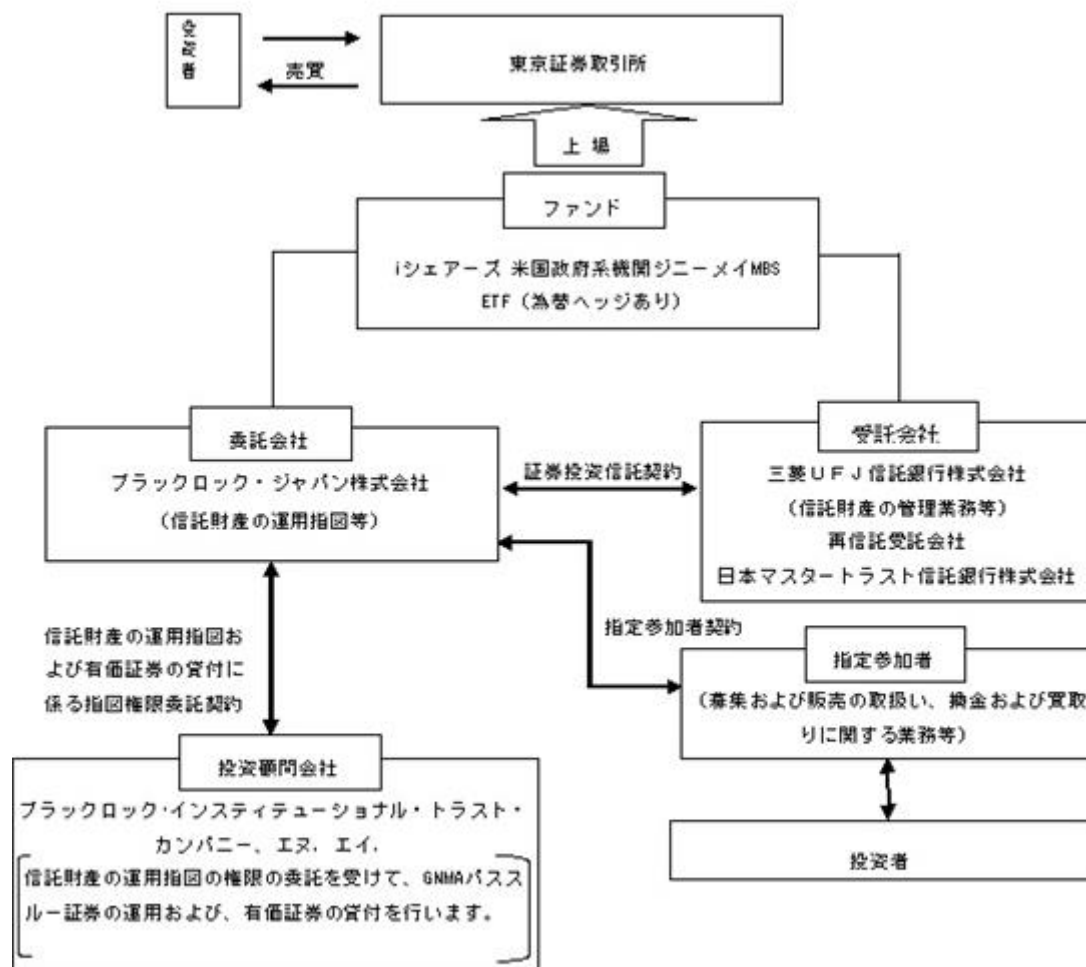 売買
東京証券取引所
上 場
ファンド
iシェアーズ 米国政府系機関ジニーメイMBS
ETF（為替ヘッジあり）
委託会社
ブラックロック・ジャパン株式会社
（信託財産の運用指図等）
証券投資信託契約
受託会社
三菱ＵＦＪ信託銀行株式会社
（信託財産の管理業務等）
再信託受託会社
日本マスタートラスト信託銀行株式会社
信託財産の運用指図お
よび有価証券の貸付に
係る指図権限委託契約
指定参加者契約
指定参加者
（募集および販売の取扱い、換金および買取
りに関する業務等）
投資顧問会社
ブラックロック・インスティテューショナル・トラスト・
カンパニー、エヌ．エイ．
信託財産の運用指図の権限の委託を受けて、GNMAパスス
ルー証券の運用および、有価証券の貸付を行います。
投資者